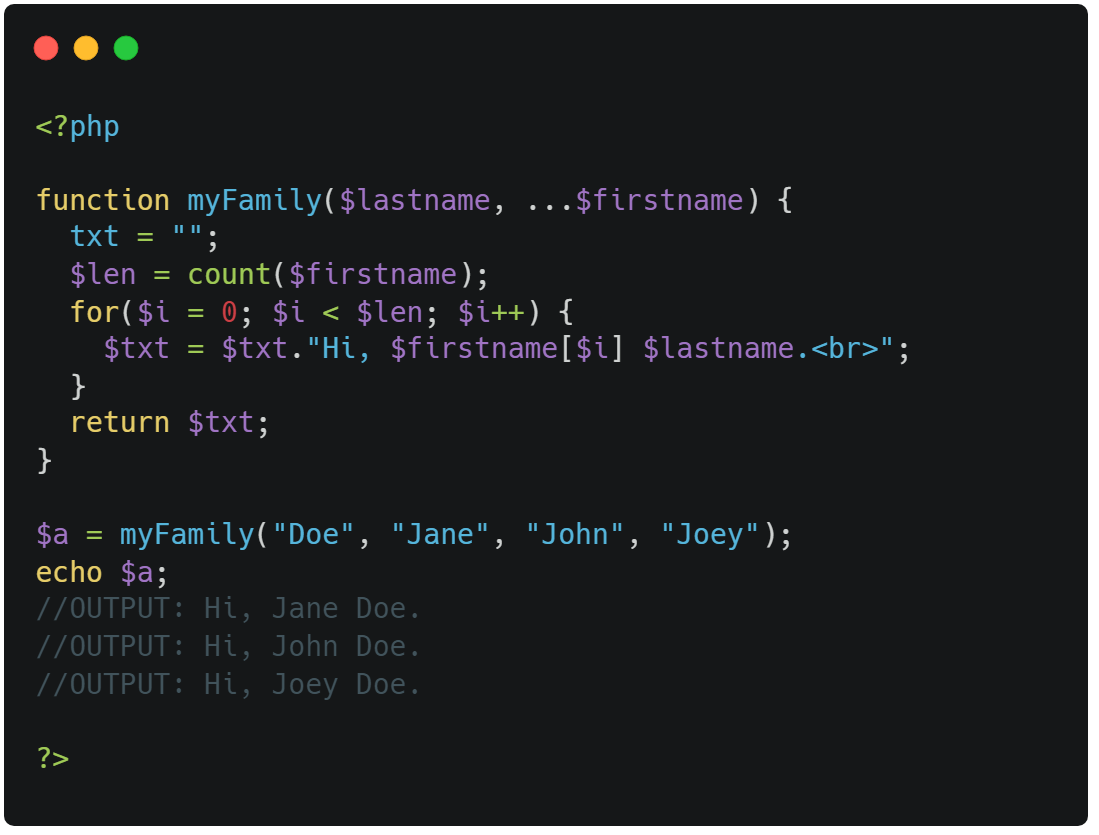 <?php
function myFamily($lastname, ...$firstname) {
  txt = "";
  $len = count($firstname);
  for($i = 0; $i < $len; $i++) {
    $txt = $txt."Hi, $firstname[$i] $lastname.<br>";
  }
  return $txt;
}
$a = myFamily("Doe", "Jane", "John", "Joey");
echo $a;
//OUTPUT: Hi, Jane Doe.
//OUTPUT: Hi, John Doe.
//OUTPUT: Hi, Joey Doe.
?>